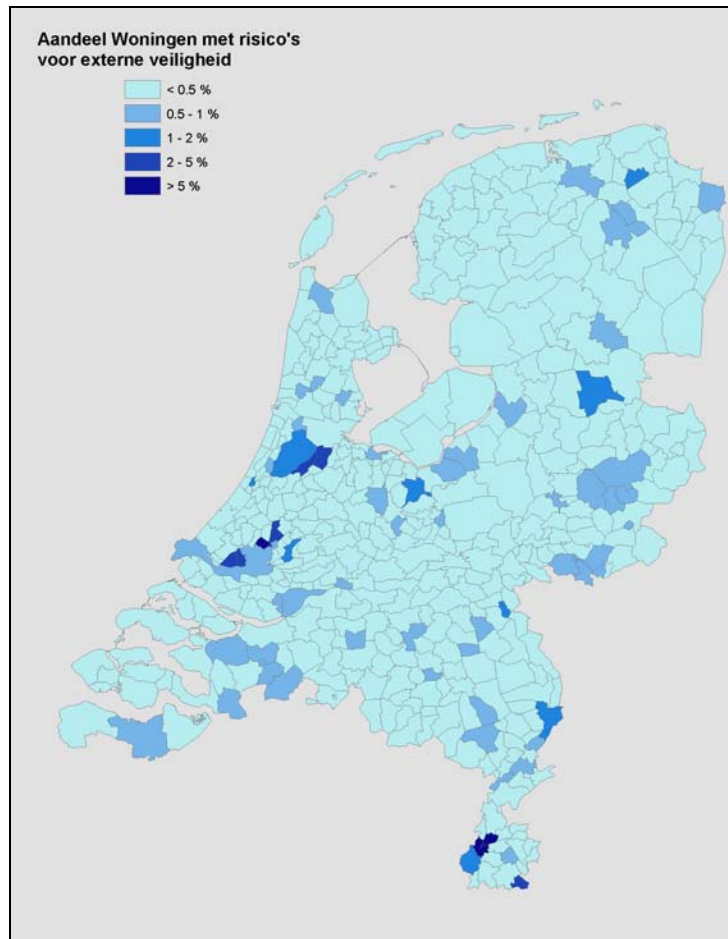 Aandeel Woningen met risico's
voor externe veiligheid
< 0.5 %
0.5 - 1 %
1 - 2 %
2 - 5 %
> 5 %